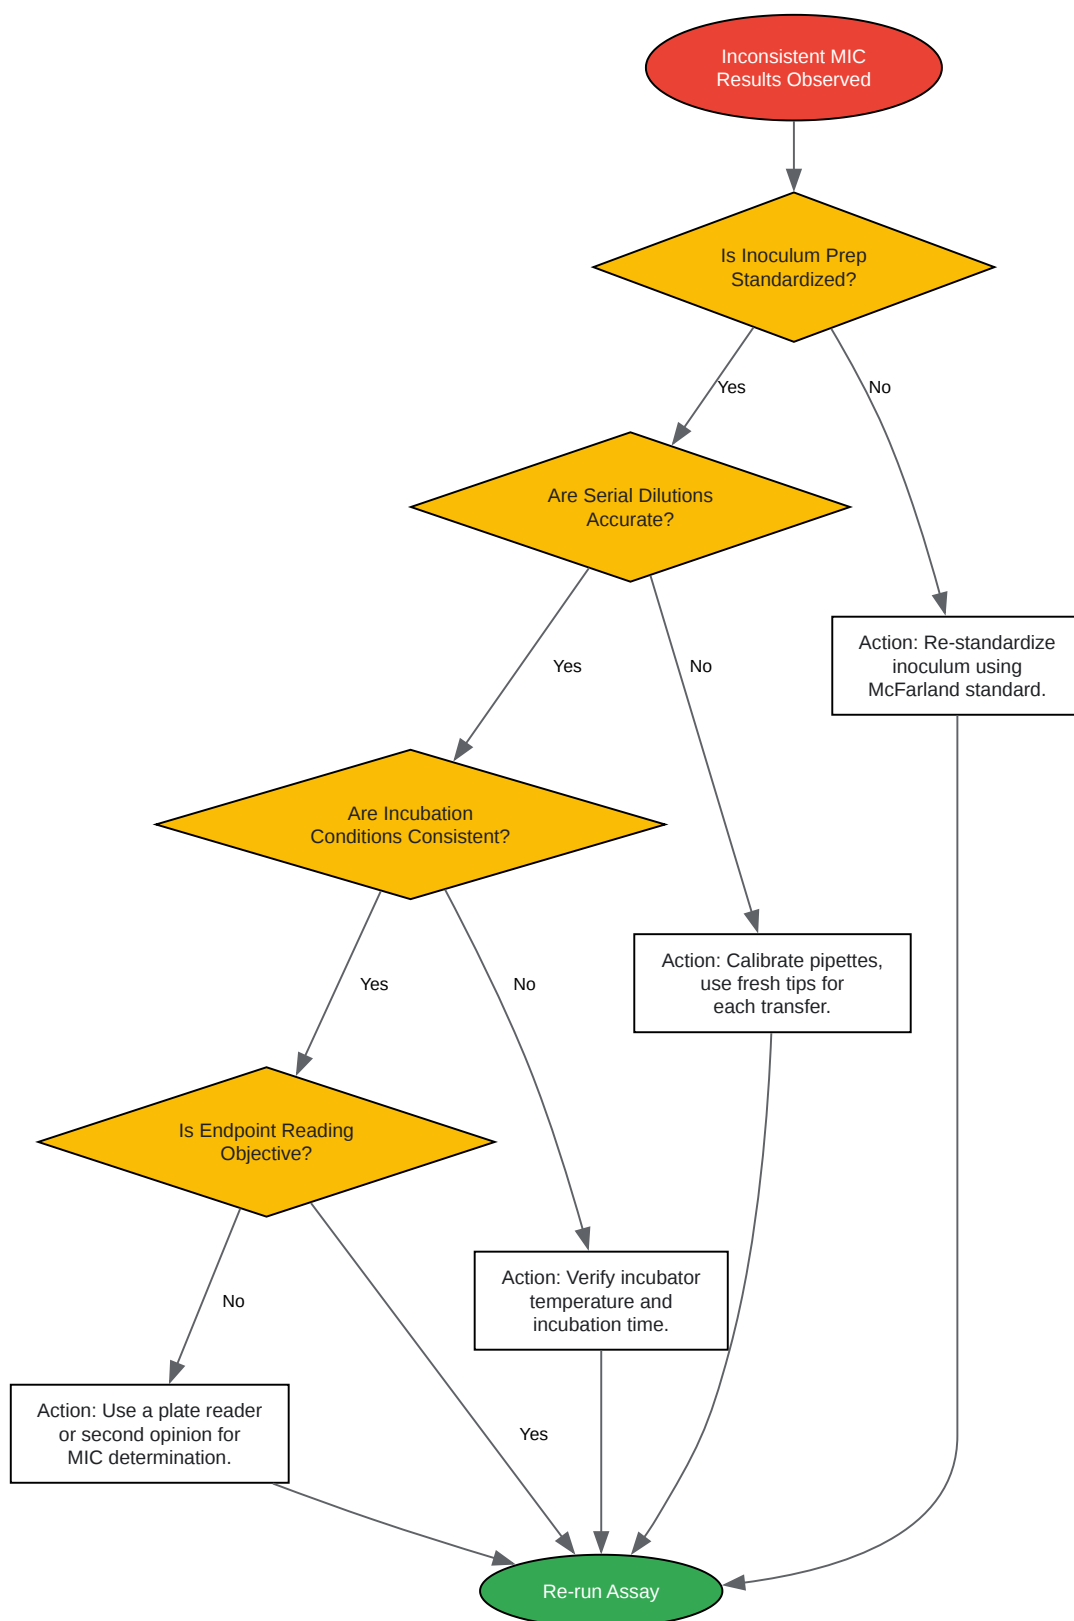 Inconsistent MIC
Results Observed
Is Inoculum Prep
Standardized?
Yes
No
Are Serial Dilutions
Accurate?
Yes
No
Action: Re-standardize
inoculum using
McFarland standard.
Are Incubation
Conditions Consistent?
Yes
No
Action: Calibrate pipettes,
use fresh tips for
each transfer.
Is Endpoint Reading
Objective?
No
Yes
Action: Verify incubator
temperature and
incubation time.
Action: Use a plate reader
or second opinion for
MIC determination.
Re-run Assay